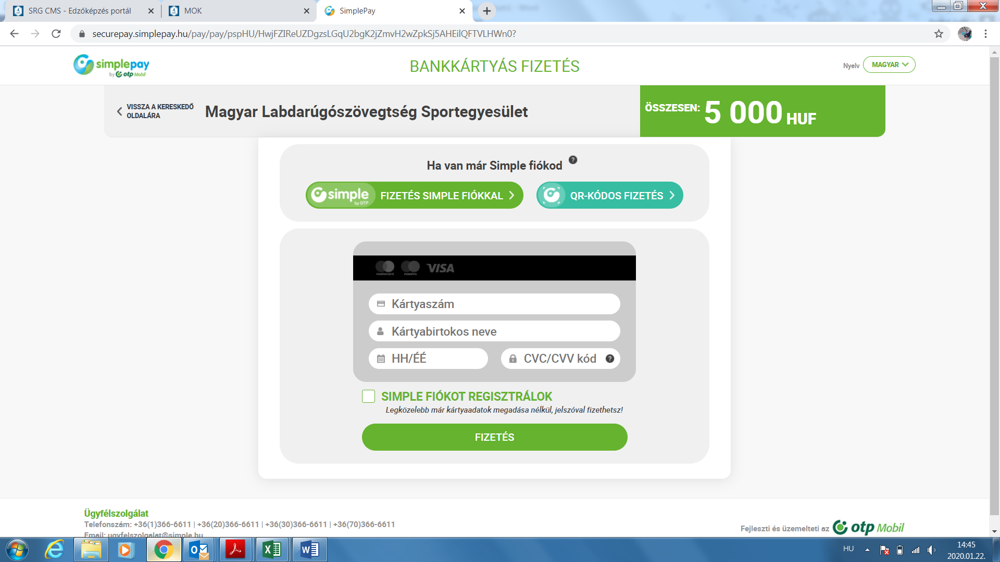 SRG CMS - Edzőképzés portál
MOK
SimplePay
securepay.simplepay.hu/pay/pay/pspHU/HwjFZIReUZDgzsLGqU2bgK2jZmvH2wZpkSj5AHEilQFTVLHWn0?
simplepay
by otp Mobil
BANKKÁRTYÁS FIZETÉS
Nyelv
MAGYAR
VISSZA A KERESKEDŐ
OLDALÁRA
Magyar Labdarúgószövegtség Sportegyesület
ÖSSZESEN: 5 000 HUF
Ha van már Simple fiókod ?
simple
by OTP
FIZETÉS SIMPLE FIÓKKAL
QR-KÓDOS FIZETÉS
mastercard
maestro
VISA
Kártyaszám
Kártyabirtokos neve
HH/ÉÉ
CVC/CVV kód ?
SIMPLE FIÓKOT REGISZTRÁLOK
Legközelebb már kártyaadatok megadása nélkül, jelszóval fizethetsz!
FIZETÉS
Ügyfélszolgálat
Telefonszám: +36(1)366-6611 | +36(20)366-6611 | +36(30)366-6611 | +36(70)366-6611
Email: ugyfelszolgalat@simple.hu
Fejleszti és üzemelteti az otp Mobil
HU
14:45
2020.01.22.